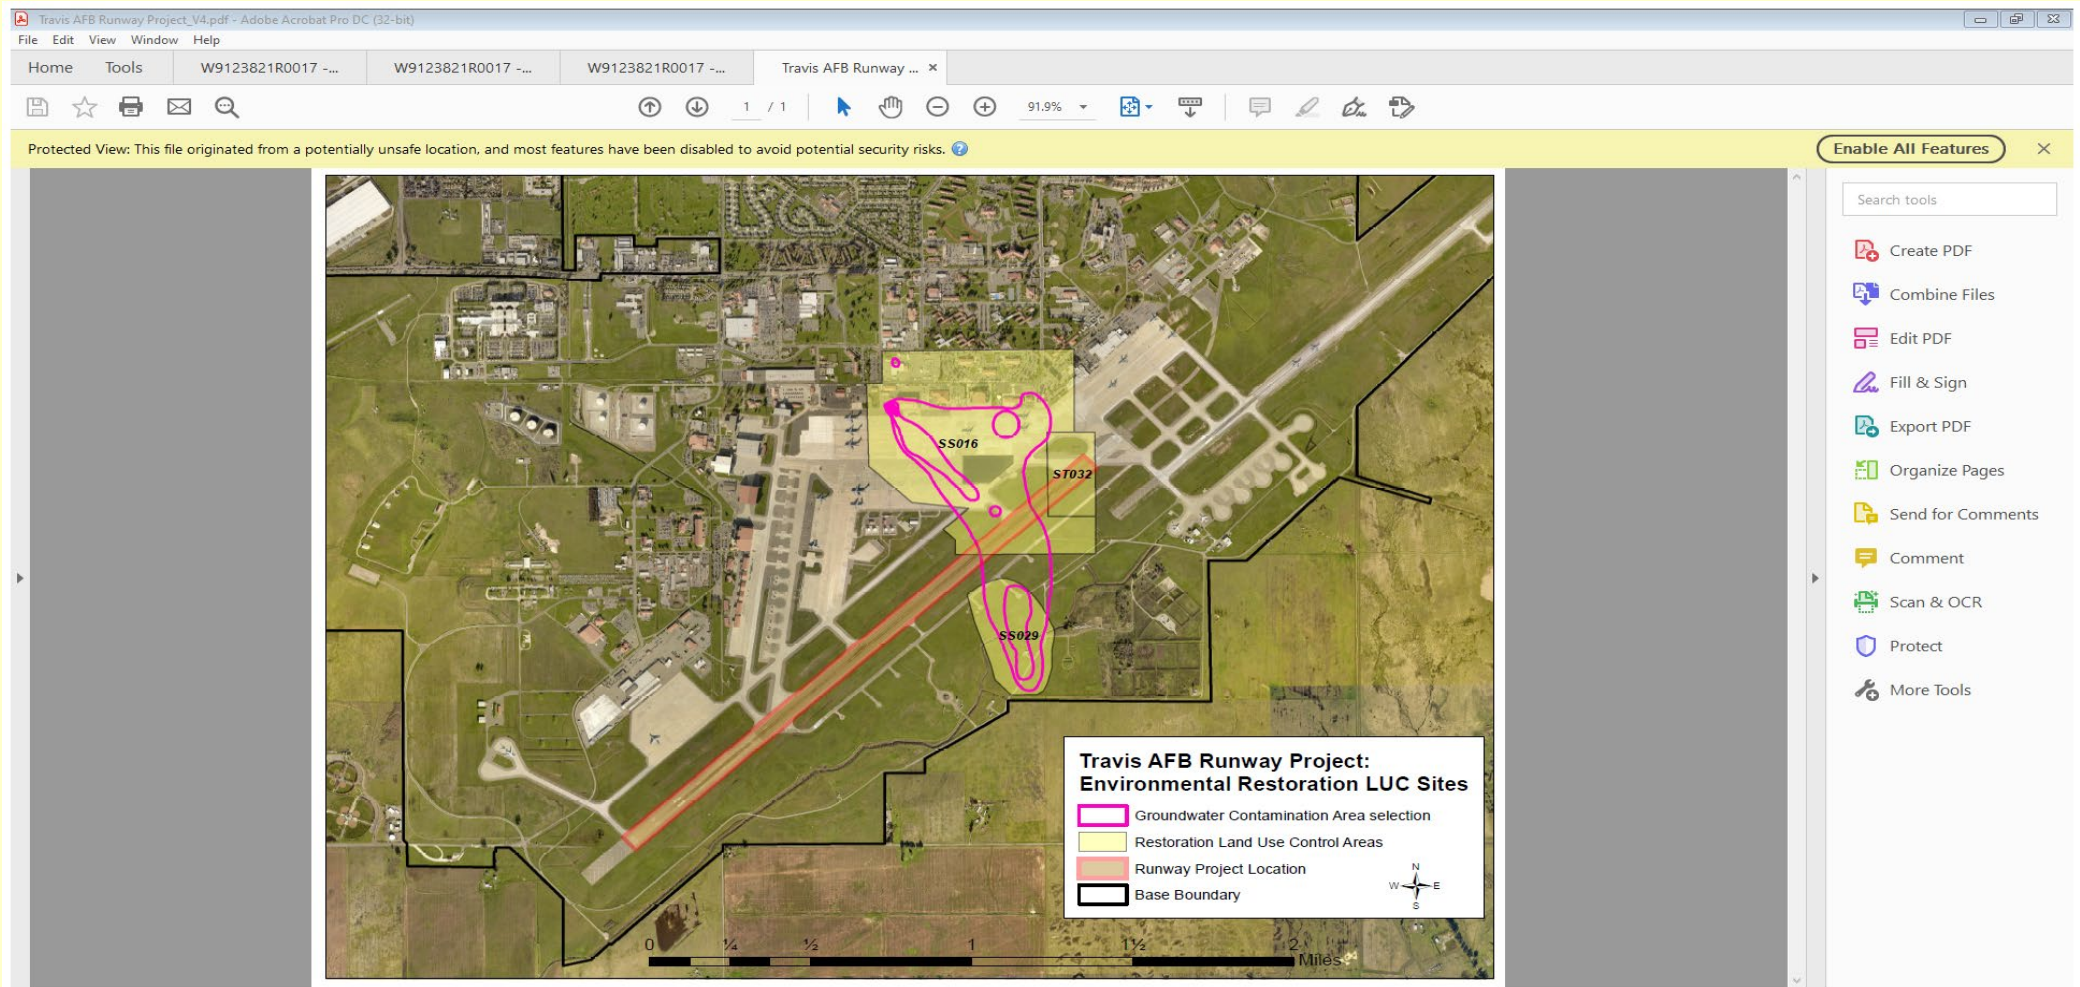 Travis AFB Runway Project_V4.pdf - Adobe Acrobat Pro DC (32-bit)
File Edit View Window Help
Home Tools W9123821R0017 -... W9123821R0017 -... W9123821R0017 -... Travis AFB Runway ... ×
1 / 1 91.9%
Protected View: This file originated from a potentially unsafe location, and most features have been disabled to avoid potential security risks. Enable All Features
Search tools
Create PDF
Combine Files
Edit PDF
Fill & Sign
Export PDF
Organize Pages
Send for Comments
Comment
Scan & OCR
Protect
More Tools
SS016
ST032
SS029
Travis AFB Runway Project:
Environmental Restoration LUC Sites
Groundwater Contamination Area selection
Restoration Land Use Control Areas
Runway Project Location
Base Boundary
N
W E
S
0 ¼ ½ 1 1½ 2
Miles